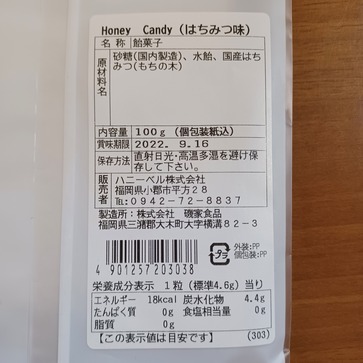 Honey Candy(はちみつ味)
名称 飴菓子
原材料名 砂糖(国内製造)、水飴、国産はち
みつ(もちの木)
内容量 100g (個包装紙込)
賞味期限 2022. 9.16
保存方法 直射日光・高温多湿を避け保
存して下さい。
販売者 ハニーベル株式会社
福岡県小郡市平方28
TEL0942-72-8837
製造所:株式会社 磯家食品
福岡県三潴郡大木町大字横溝82-3
プラ
外装:PP
個包装:PP
4901257203038
栄養成分表示 1粒(標準4.6g)当り
エネルギー 18kcal 炭水化物 4.4g
たんぱく質 0g 食塩相当量 0g
脂質 0g
【この表示値は目安です】 (303)